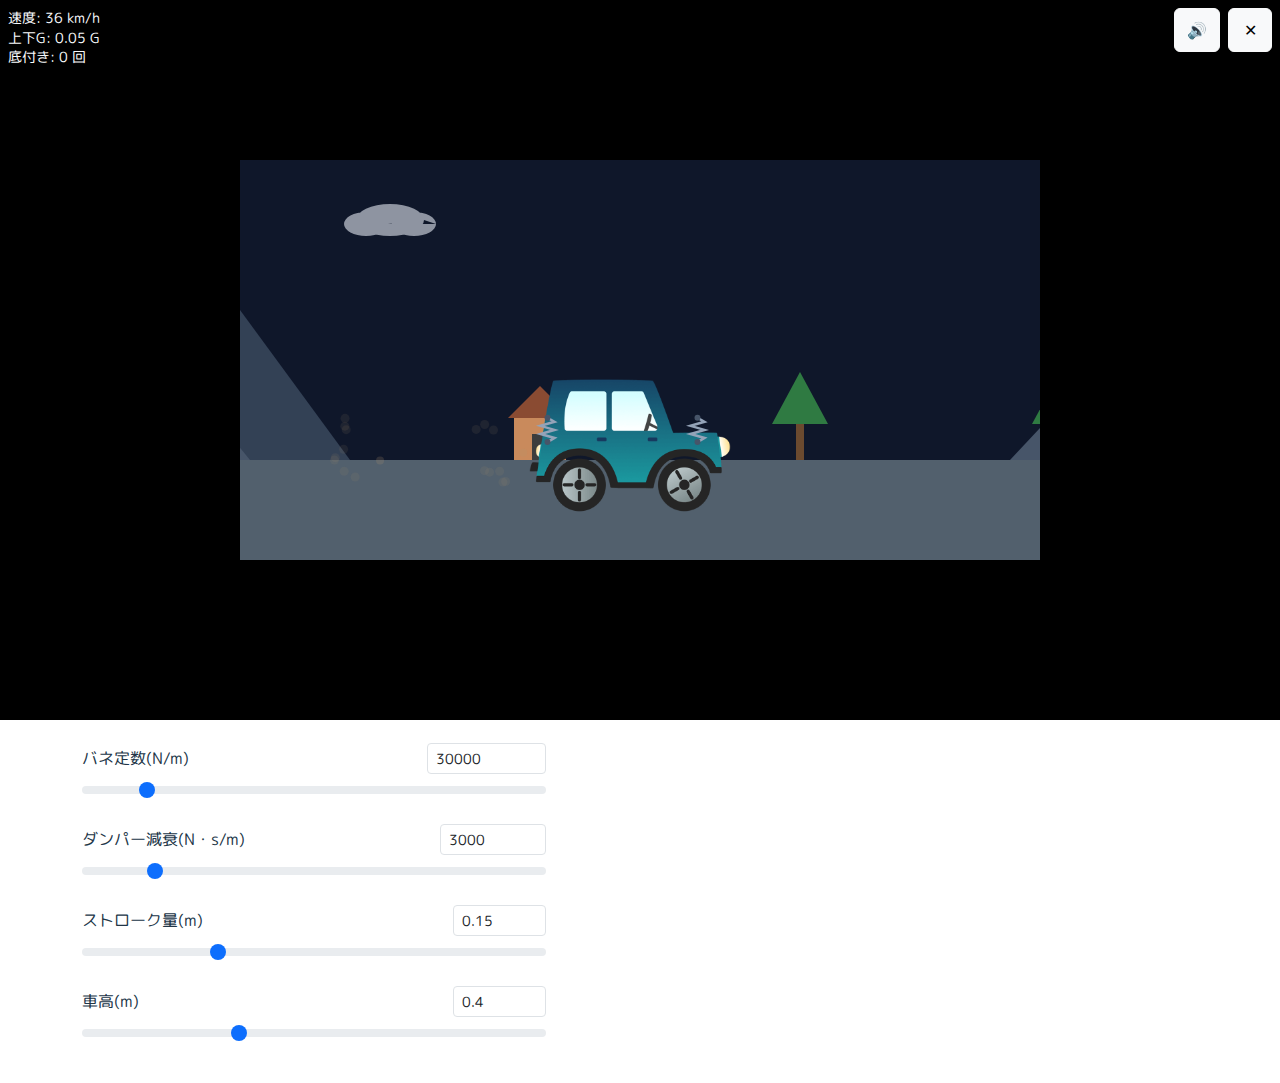 速度: 36 km/h
上下G: 0.05 G
底付き: 0 回
バネ定数(N/m)
30000
ダンパー減衰(N・s/m)
3000
ストローク量(m)
0.15
車高(m)
0.4